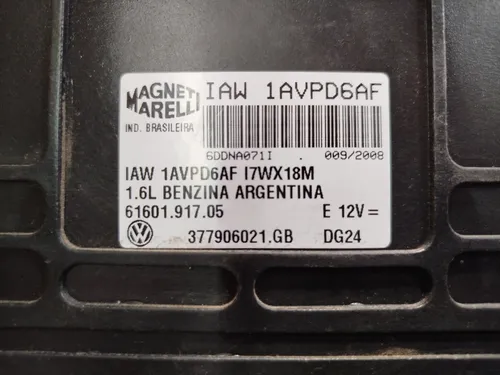 MAGNETI MARELLI IAW 1AVPD6AF
IND. BRASILEIRA
6DDNA071I . 009/2008
IAW 1AVPD6AF I7WX18M
1.6L BENZINA ARGENTINA
61601.917.05 E 12V=
377906021.GB DG24